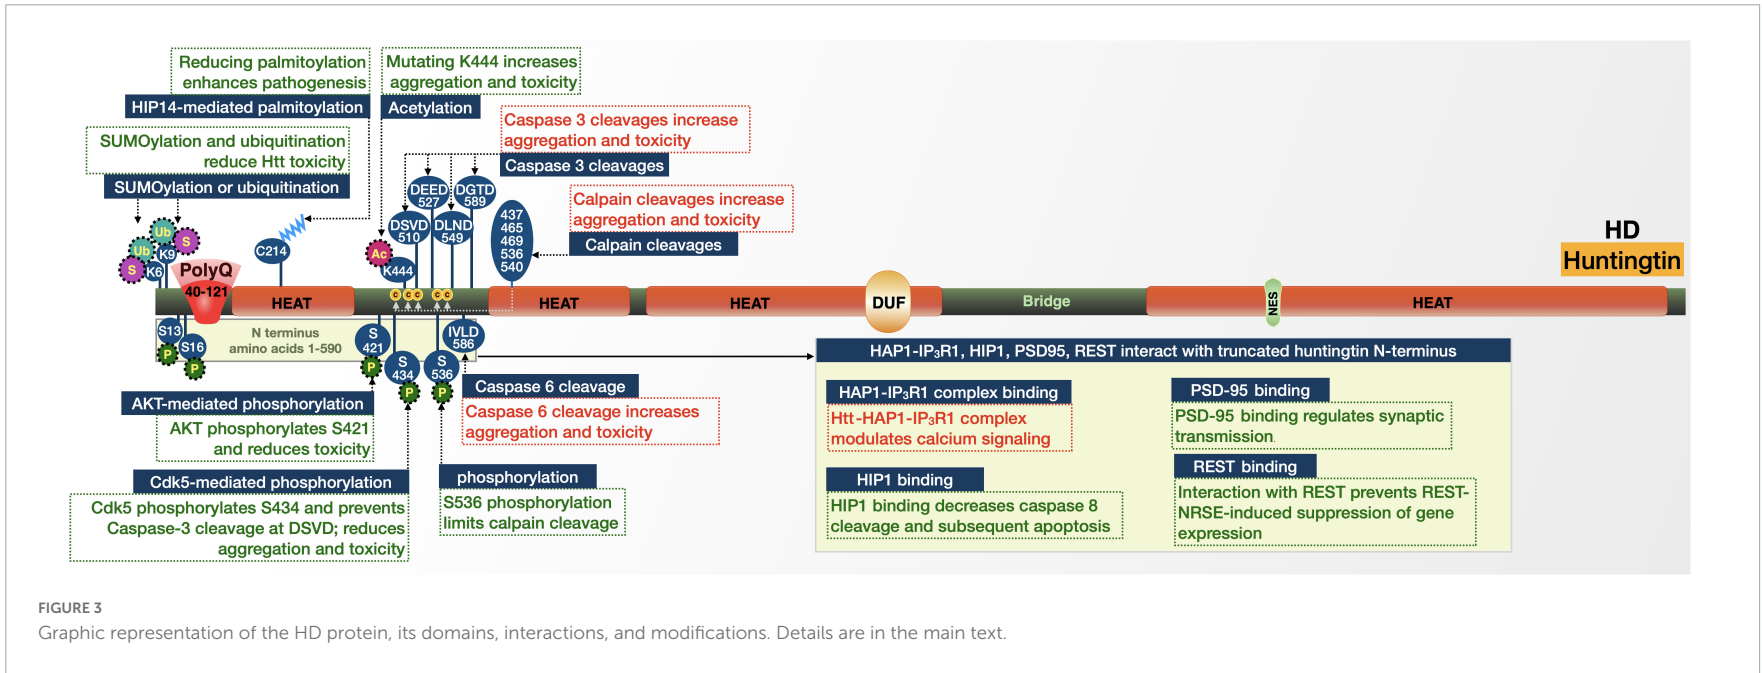 Reducing palmitoylation
enhances pathogenesis
HIP14-mediated palmitoylation
Mutating K444 increases
aggregation and toxicity
Acetylation
SUMOylation and ubiquitination
reduce Htt toxicity
SUMOylation or ubiquitination
Caspase 3 cleavages increase
aggregation and toxicity
Caspase 3 cleavages
Calpain cleavages increase
aggregation and toxicity
Calpain cleavages
DEED
527
DGTD
589
DSVD
510
DLND
549
437
465
469
536
540
Ub
S
Ub
K9
S
K6
C214
Ac
K444
HD
Huntingtin
PolyQ
40-121
HEAT
c
c
c
c
c
HEAT
HEAT
DUF
Bridge
NES
HEAT
S13
P
S16
P
N terminus
amino acids 1-590
S
421
P
S
434
P
S
536
P
IVLD
586
AKT-mediated phosphorylation
AKT phosphorylates S421
and reduces toxicity
Cdk5-mediated phosphorylation
Cdk5 phosphorylates S434 and prevents
Caspase-3 cleavage at DSVD; reduces
aggregation and toxicity
Caspase 6 cleavage
Caspase 6 cleavage increases
aggregation and toxicity
phosphorylation
S536 phosphorylation
limits calpain cleavage
HAP1-IP₃R1, HIP1, PSD95, REST interact with truncated huntingtin N-terminus
HAP1-IP₃R1 complex binding
Htt-HAP1-IP₃R1 complex
modulates calcium signaling
HIP1 binding
HIP1 binding decreases caspase 8
cleavage and subsequent apoptosis
PSD-95 binding
PSD-95 binding regulates synaptic
transmission.
REST binding
Interaction with REST prevents REST-
NRSE-induced suppression of gene
expression
FIGURE 3
Graphic representation of the HD protein, its domains, interactions, and modifications. Details are in the main text.